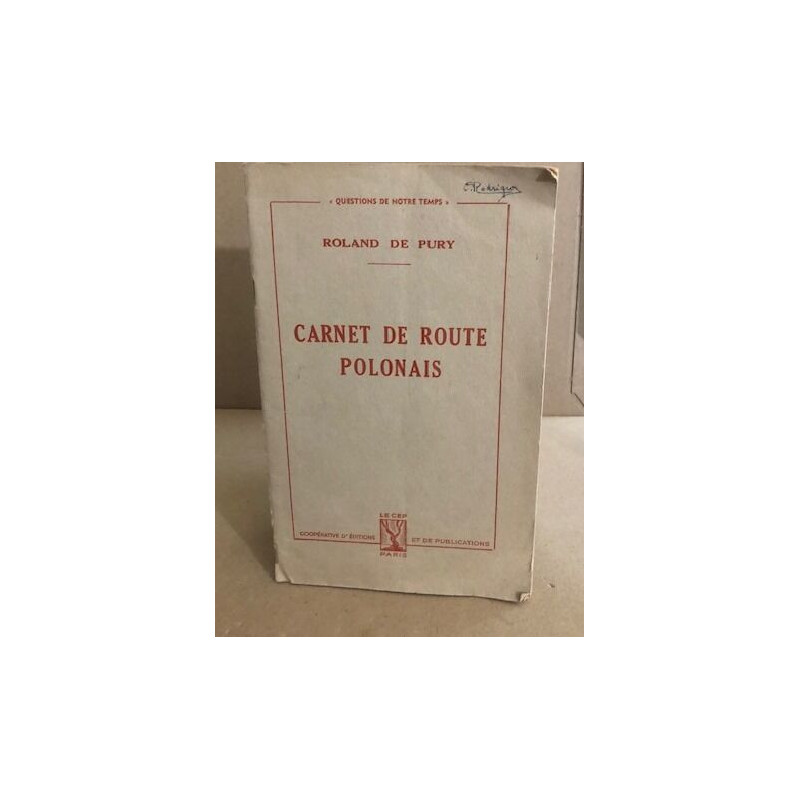 « QUESTIONS DE NOTRE TEMPS »
ROLAND DE PURY
CARNET DE ROUTE
POLONAIS
LE CEP
COOPÉRATIVE D'ÉDITIONS ET DE PUBLICATIONS
PARIS